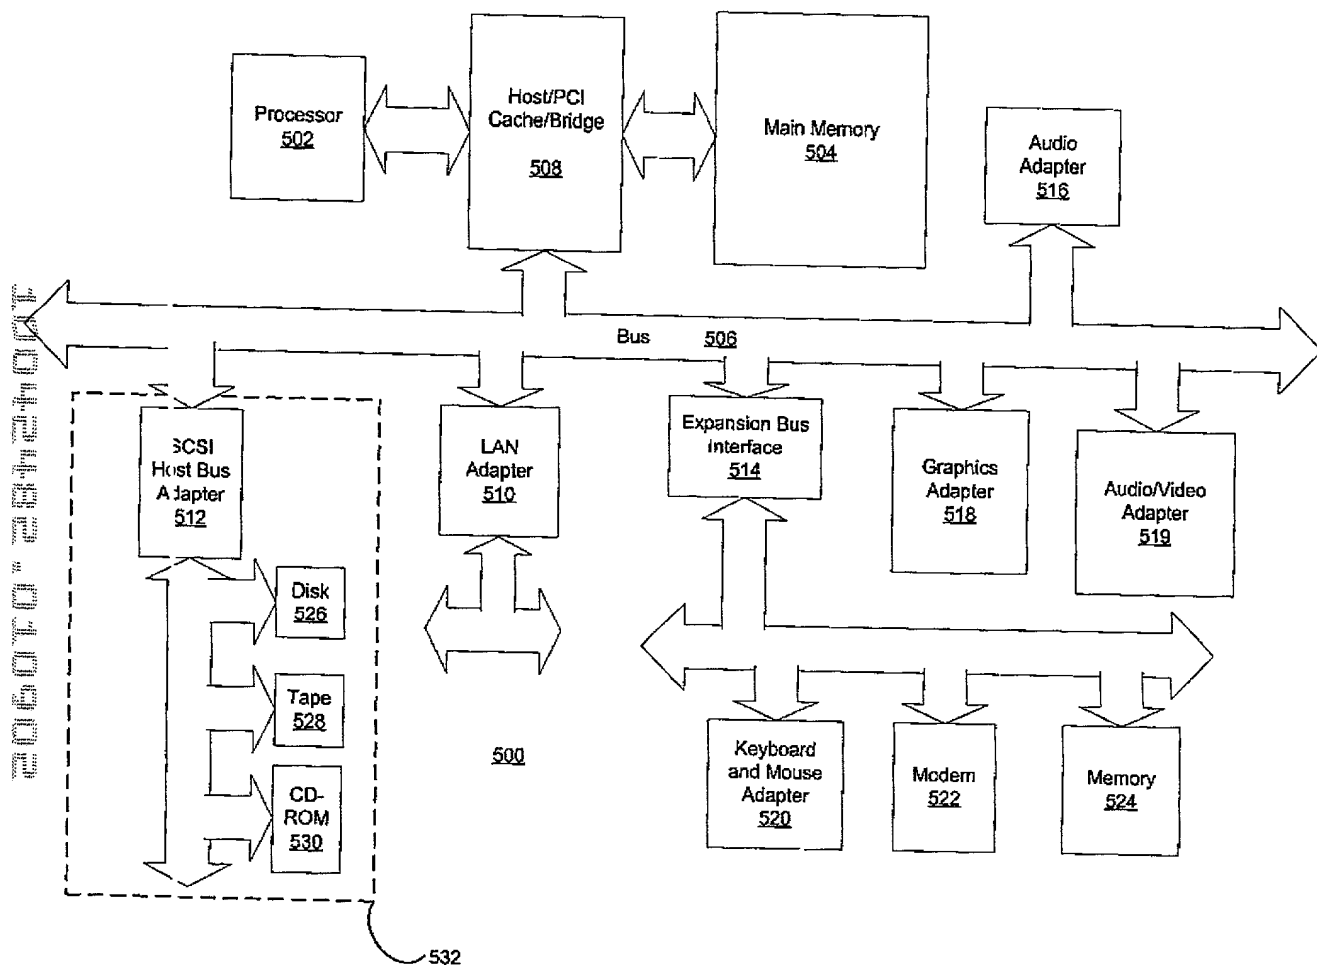 Processor
502
Host/PCI
Cache/Bridge
508
Main Memory
504
Audio
Adapter
516
Bus 506
SCSI
Host Bus
Adapter
512
LAN
Adapter
510
Expansion Bus
Interface
514
Graphics
Adapter
518
Audio/Video
Adapter
519
Disk
526
Tape
528
CD-
ROM
530
500
Keyboard
and Mouse
Adapter
520
Modem
522
Memory
524
532
10042482.010902